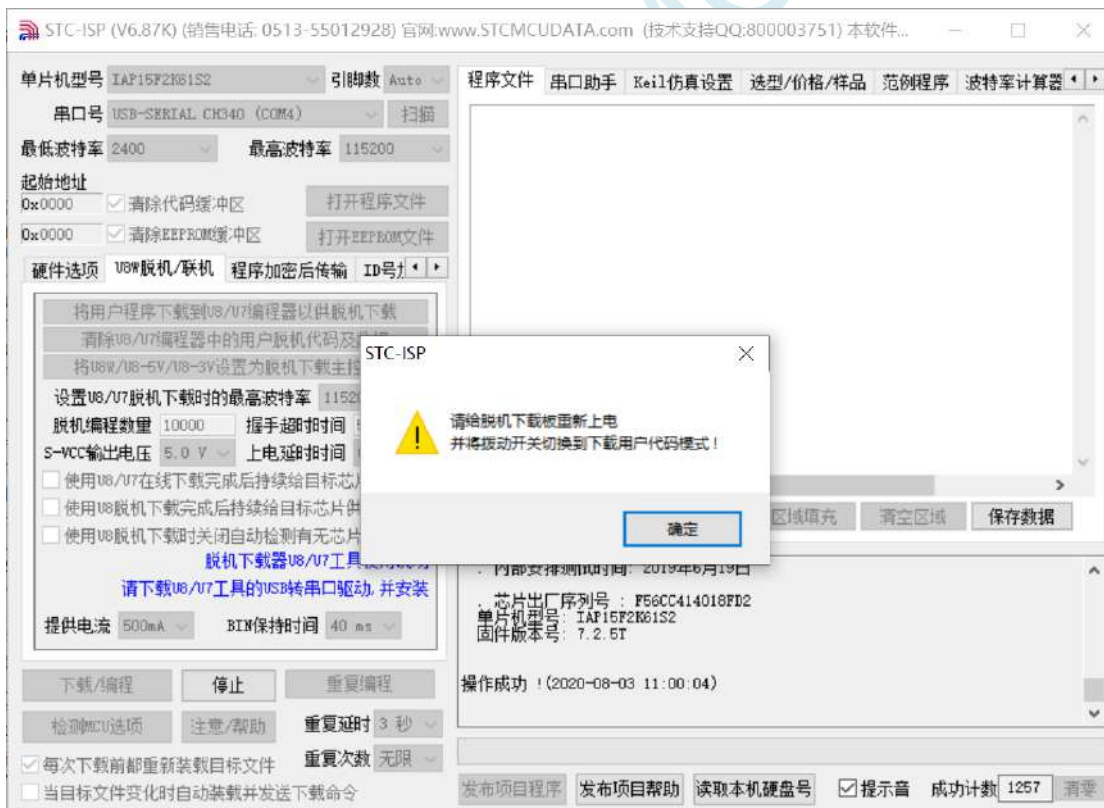 STC-ISP (V6.87K) (销售电话: 0513-55012928) 官网:www.STCMCUDATA.com (技术支持QQ:800003751) 本软件...
单片机型号 IAP15F2K61S2 引脚数 Auto
串口号 USB-SERIAL CH340 (COM4) 扫描
最低波特率 2400 最高波特率 115200
起始地址
0x0000 清除代码缓冲区 打开程序文件
0x0000 清除EEPROM缓冲区 打开EEPROM文件
硬件选项 U8W脱机/联机 程序加密后传输 ID号
将用户程序下载到U8/U7编程器以供脱机下载
清除U8/U7编程器中的用户脱机代码及
将U8W/U8-5V/U8-3V设置为脱机下载主控
设置U8/U7脱机下载时的最高波特率 11520
脱机编程数量 10000 握手超时时间
S-VCC输出电压 5.0 V 上电延时时间
使用U8/U7在线下载完成后持续给目标芯片
使用U8脱机下载完成后持续给目标芯片供
使用U8脱机下载时关闭自动检测有无芯片
脱机下载器U8/U7工具
请下载U8/U7工具的USB转串口驱动,并安装
提供电流 500mA BIN保持时间 40 ms
下载/编程 停止 重复编程
检测MCU选项 注意/帮助 重复延时 3 秒
重复次数 无限
每次下载前都重新装载目标文件
当目标文件变化时自动装载并发送下载命令
程序文件 串口助手 Keil仿真设置 选型/价格/样品 范例程序 波特率计算器
STC-ISP
请给脱机下载板重新上电
并将拨动开关切换到下载用户代码模式!
确定
区域填充 清空区域 保存数据
. 内部安排测试时间: 2019年6月19日
. 芯片出厂序列号 : F56CC414018FD2
单片机型号: IAP15F2K61S2
固件版本号: 7.2.5T
操作成功 !(2020-08-03 11:00:04)
发布项目程序 发布项目帮助 读取本机硬盘号 提示音 成功计数 1257 清零